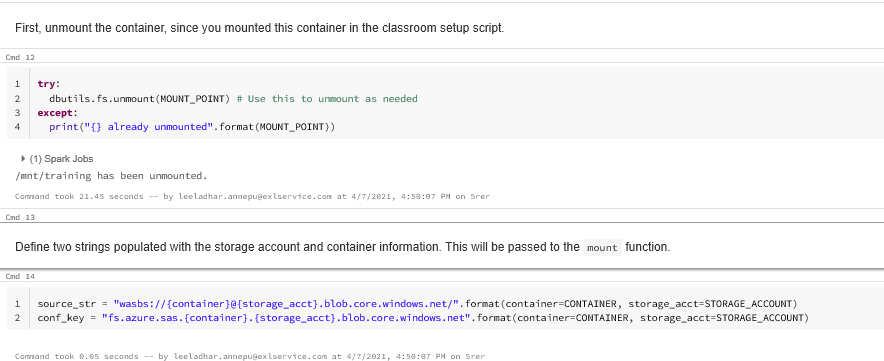 First, unmount the container, since you mounted this container in the classroom setup script.
Cmd 12
1 try:
2 dbutils.fs.unmount(MOUNT_POINT) # Use this to unmount as needed
3 except:
4 print("{} already unmounted".format(MOUNT_POINT))
(1) Spark Jobs
/mnt/training has been unmounted.
Command took 21.45 seconds -- by leeladhar.annepu@exlservice.com at 4/7/2021, 4:50:07 PM on 5rer
Cmd 13
Define two strings populated with the storage account and container information. This will be passed to the mount function.
Cmd 14
1 source_str = "wasbs://{container}@{storage_acct}.blob.core.windows.net/".format(container=CONTAINER, storage_acct=STORAGE_ACCOUNT)
2 conf_key = "fs.azure.sas.{container}.{storage_acct}.blob.core.windows.net".format(container=CONTAINER, storage_acct=STORAGE_ACCOUNT)
Command took 0.05 seconds -- by leeladhar.annepu@exlservice.com at 4/7/2021, 4:50:07 PM on 5rer